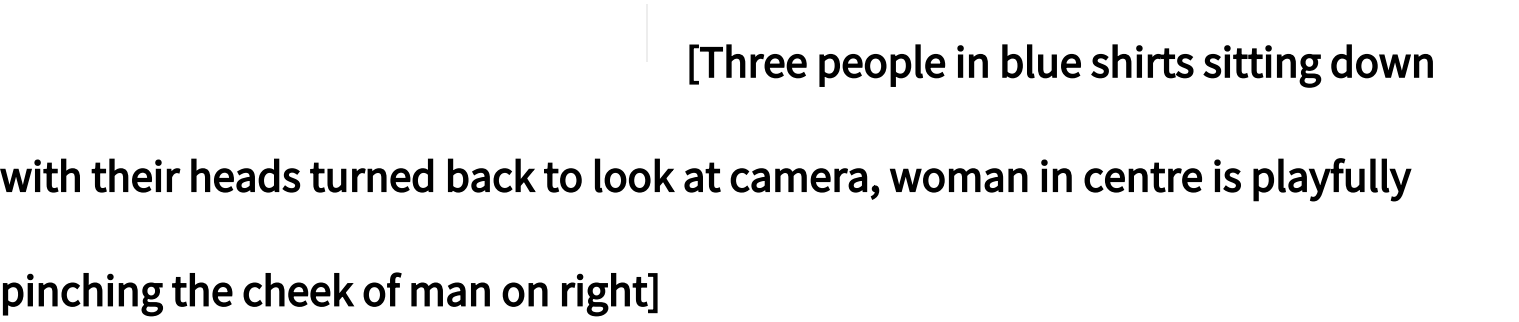 [Three people in blue shirts sitting down
with their heads turned back to look at camera, woman in centre is playfully
pinching the cheek of man on right]